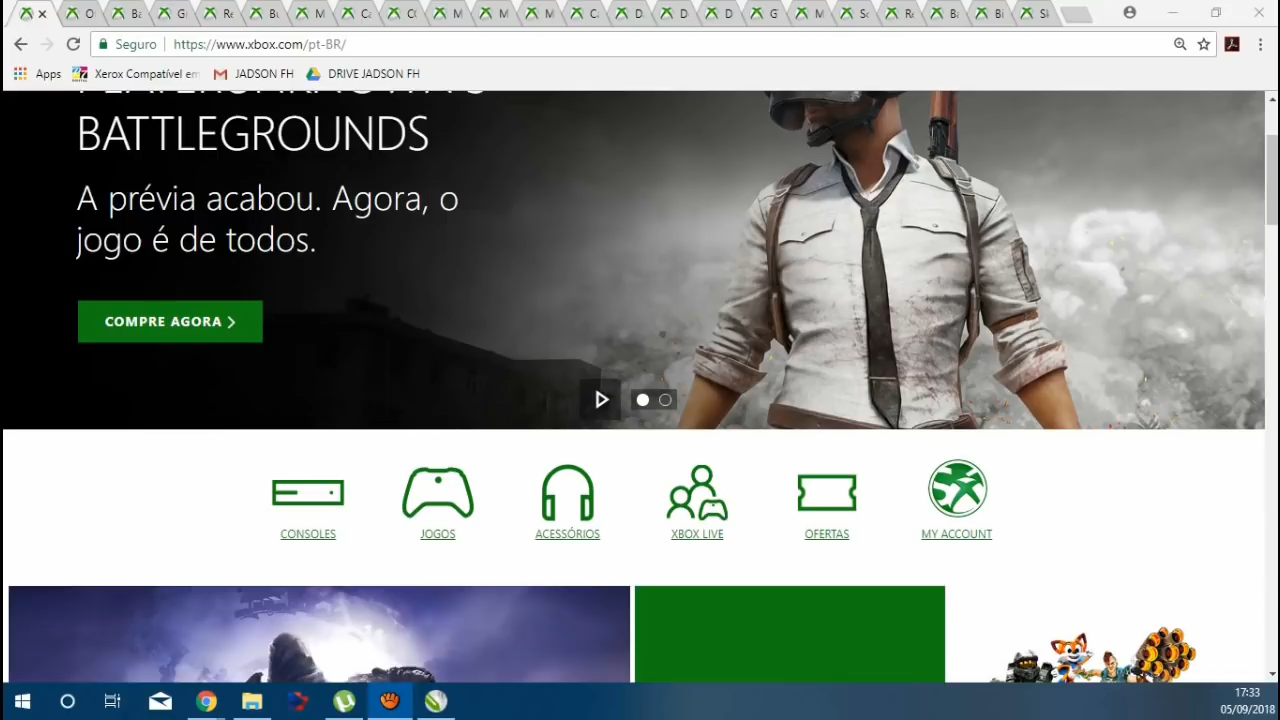 Seguro
https://www.xbox.com/pt-BR/
Apps
Xerox Compatível em
JADSON FH
DRIVE JADSON FH
BATTLEGROUNDS
A prévia acabou. Agora, o
jogo é de todos.
COMPRE AGORA
CONSOLES
JOGOS
ACESSÓRIOS
XBOX LIVE
OFERTAS
MY ACCOUNT
17:33
05/09/2018